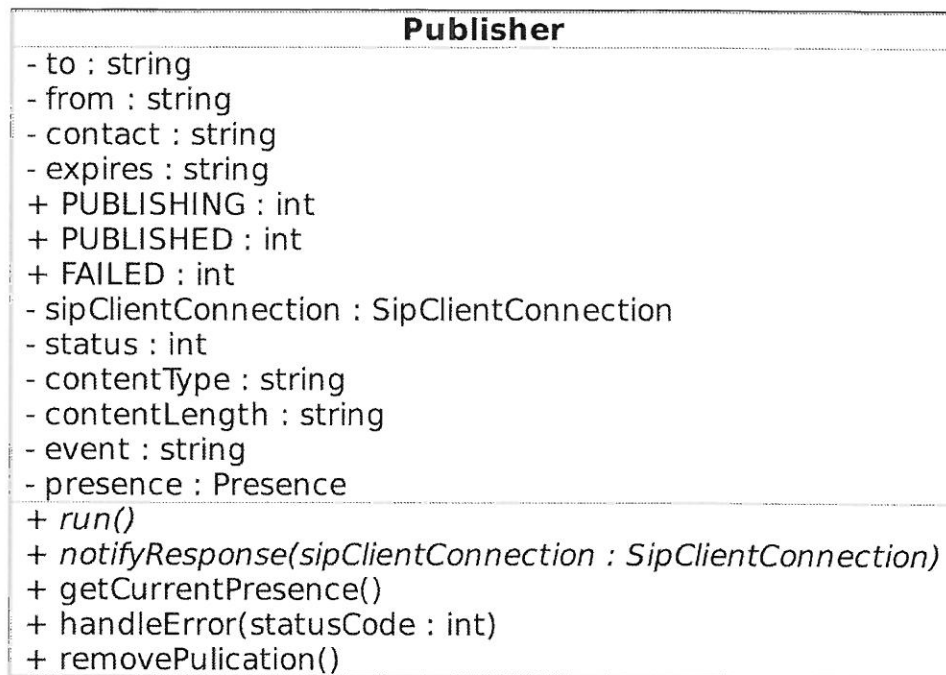 Publisher
- to : string
- from : string
- contact : string
- expires : string
+ PUBLISHING : int
+ PUBLISHED : int
+ FAILED : int
- sipClientConnection : SipClientConnection
- status : int
- contentType : string
- contentLength : string
- event : string
- presence : Presence
+ run()
+ notifyResponse(sipClientConnection : SipClientConnection)
+ getCurrentPresence()
+ handleError(statusCode : int)
+ removePulication()